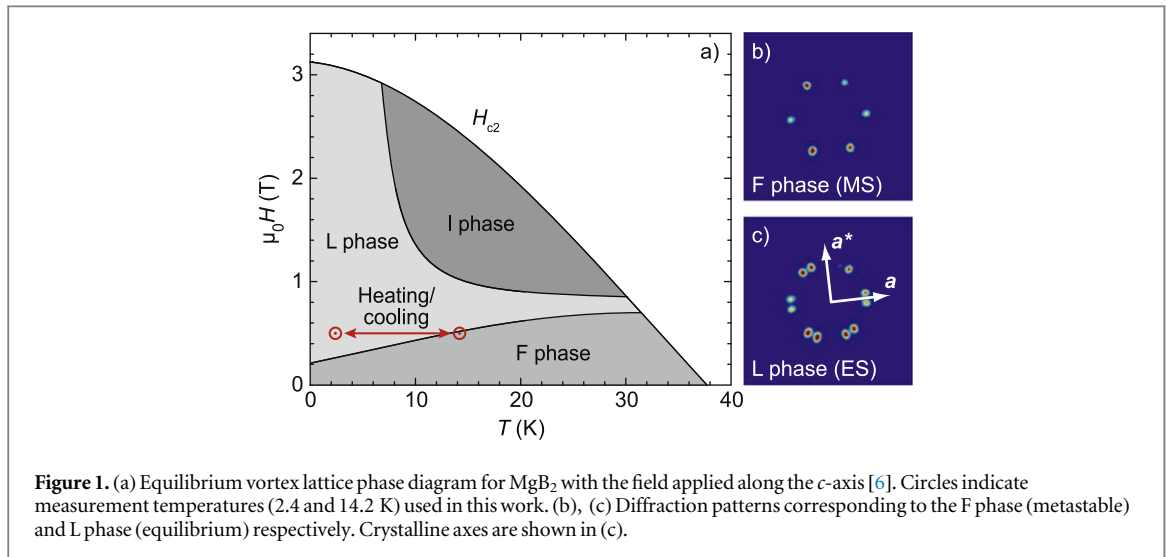 a)
3
2
1
0
μ₀H (T)
H_c2
I phase
L phase
Heating/
cooling
F phase
0 10 20 30 40
T (K)
b)
F phase (MS)
c)
a*
a
L phase (ES)
Figure 1. (a) Equilibrium vortex lattice phase diagram for MgB₂ with the field applied along the c-axis [6]. Circles indicate
measurement temperatures (2.4 and 14.2 K) used in this work. (b), (c) Diffraction patterns corresponding to the F phase (metastable)
and L phase (equilibrium) respectively. Crystalline axes are shown in (c).